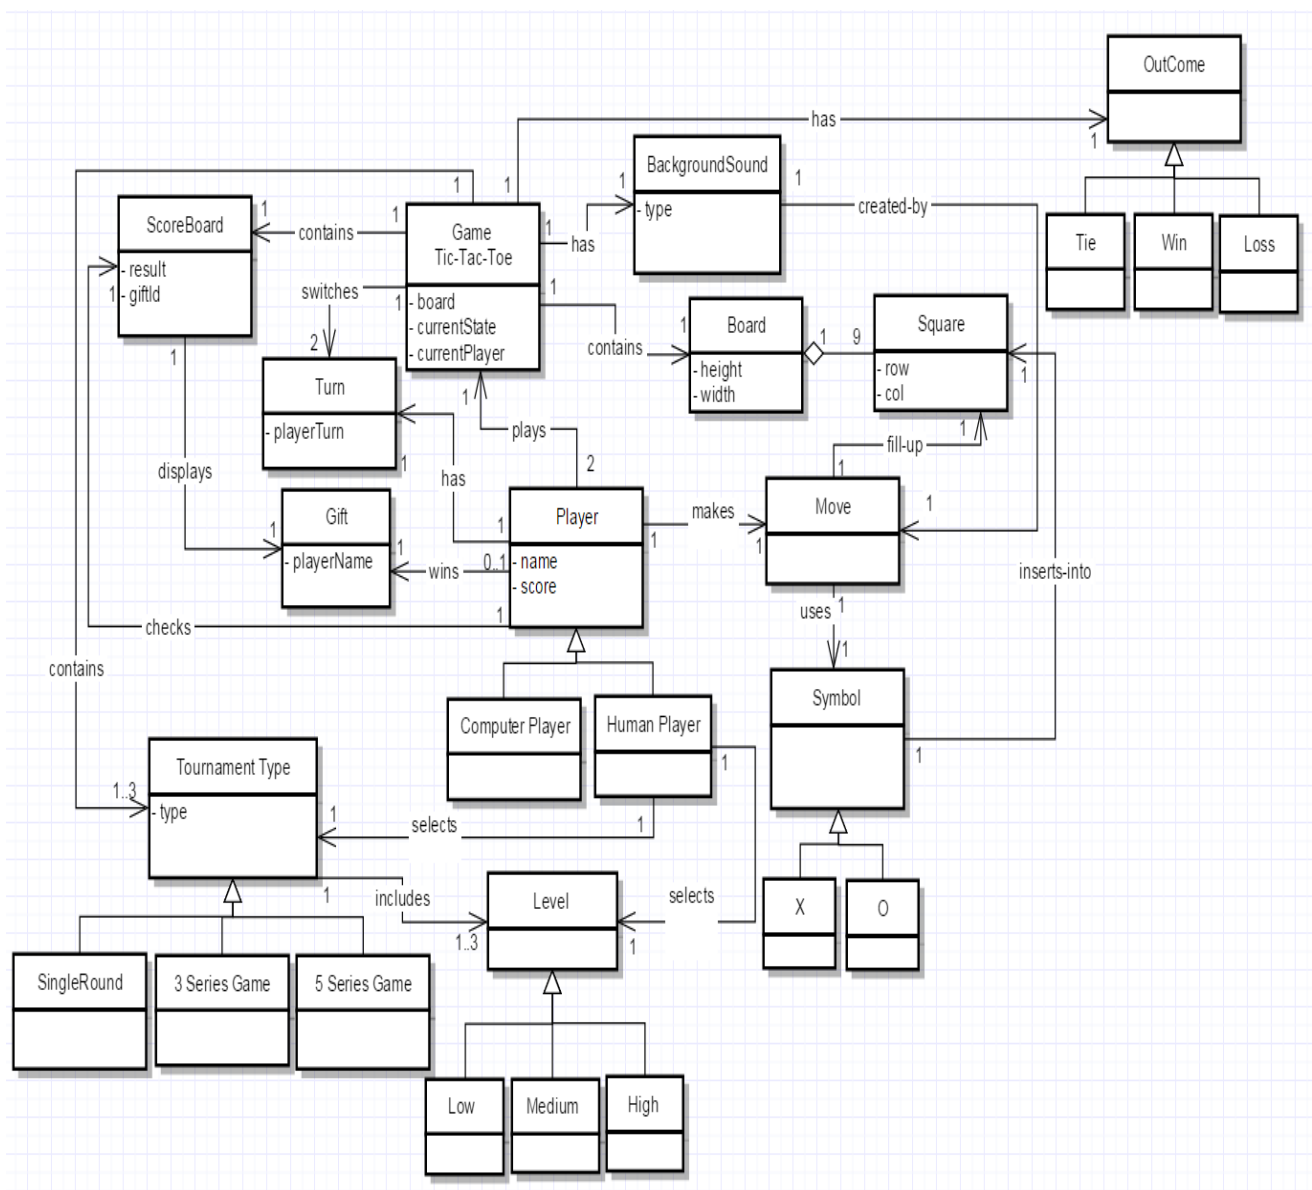 OutCome
has
1
1
BackgroundSound
- type
1
1
created-by
Tie
Win
Loss
1
ScoreBoard
- result
- giftId
1
1
contains
1
Game
Tic-Tac-Toe
- board
- currentState
- currentPlayer
1
has
switches
1
2
1
contains
1
Board
- height
- width
1
9
Square
- row
- col
1
1
Turn
- playerTurn
1
1
plays
2
fill-up
1
1
displays
has
1
Gift
- playerName
1
1
wins
0..1
1
Player
- name
- score
1
makes
1
Move
1
inserts-into
checks
1
uses
1
1
contains
Computer Player
Human Player
1
Symbol
1
Tournament Type
- type
1..3
1
selects
1
1
includes
1..3
Level
selects
1
X
O
SingleRound
3 Series Game
5 Series Game
Low
Medium
High